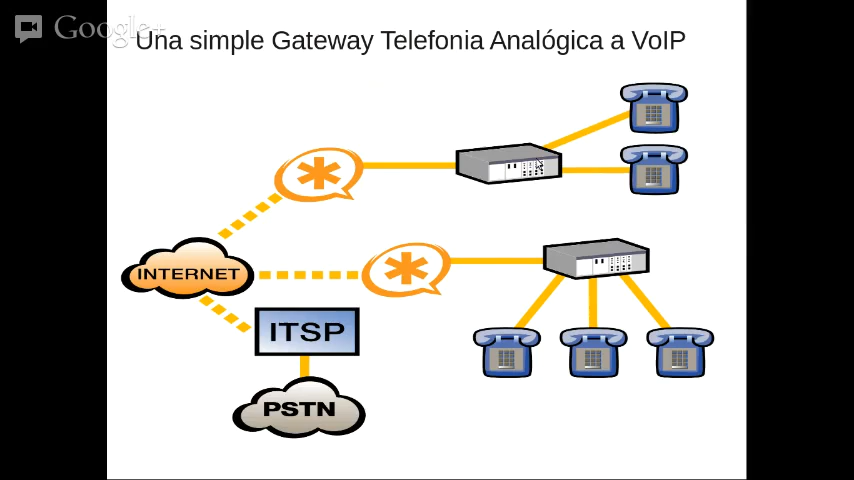 Google+
Una simple Gateway Telefonia Analógica a VoIP
INTERNET
ITSP
PSTN